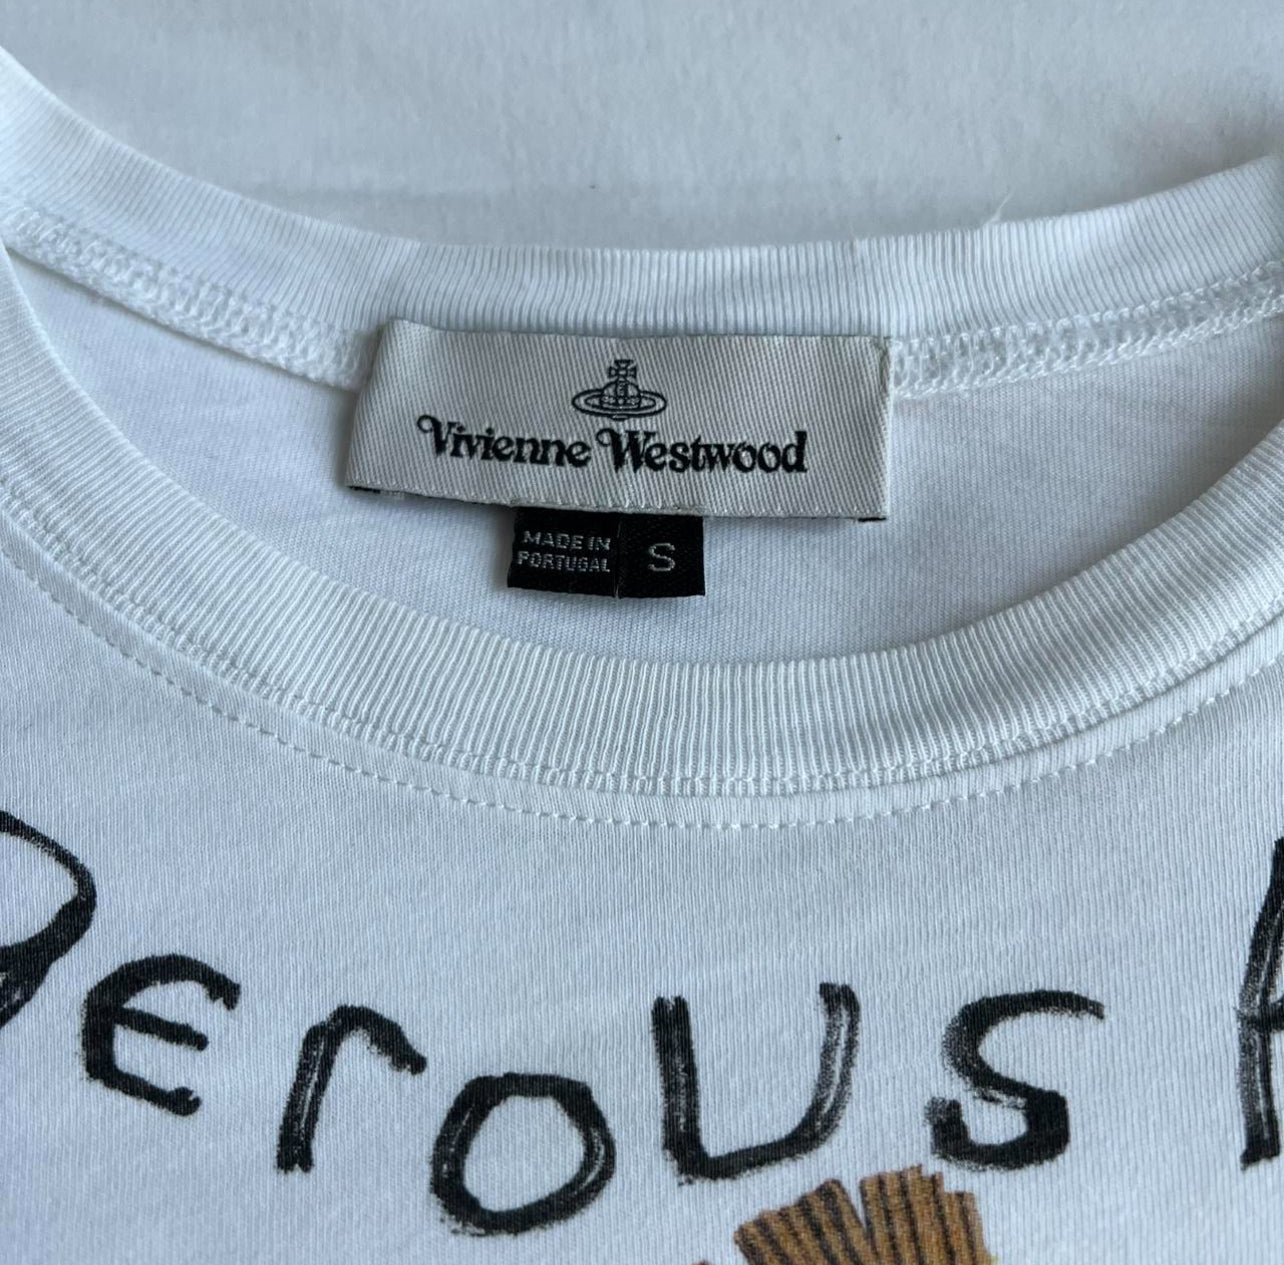 Vivienne Westwood
MADE IN
PORTUGAL
S
erous